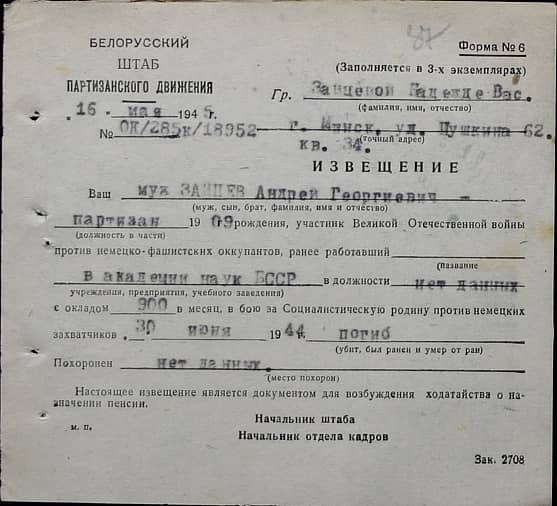 87
БЕЛОРУССКИЙ
ШТАБ
ПАРТИЗАНСКОГО ДВИЖЕНИЯ
Форма № 6
(Заполняется в 3-х экземплярах)
16 мая 1945г.
№ ОК/285к/18952
Гр. Зайцевой Надежде Вас.
(фамилия, имя, отчество)
г. Минск, ул. Пушкина 62.
(точный адрес)
кв. 34.
ИЗВЕЩЕНИЕ
Ваш муж ЗАЙЦЕВ Андрей Георгиевич -
(муж, сын, брат, фамилия, имя и отчество)
партизан 1909 рождения, участник Великой Отечественной войны
(должность в части)
против немецко-фашистских оккупантов, ранее работавший
(название
в академии наук БССР в должности нет данных
учреждения, предприятия, учебного заведения)
с окладом 900 в месяц, в бою за Социалистическую родину против немецких
захватчиков 30 июня 1944г. погиб
(убит, был ранен и умер от ран)
Похоронен нет данных.
(место похорон)
Настоящее извещение является документом для возбуждения ходатайства о на-
значении пенсии.
Начальник штаба
м. п.
Начальник отдела кадров
Зак. 2708